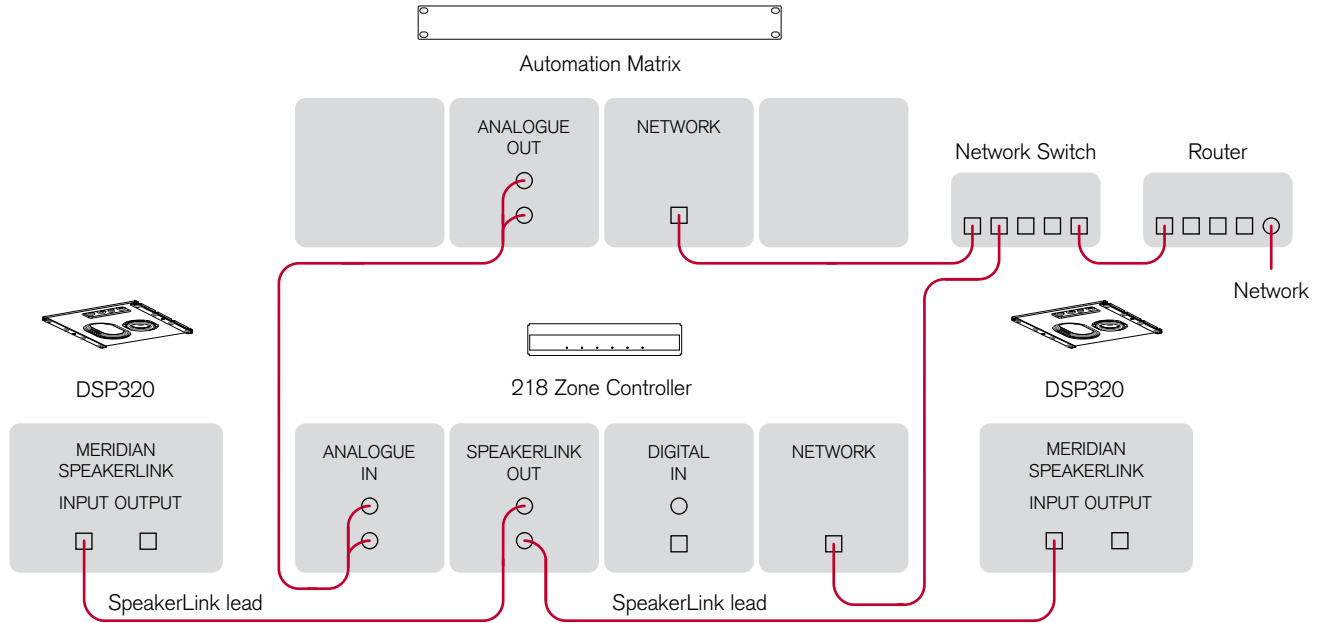 Automation Matrix
ANALOGUE
OUT
NETWORK
Network Switch
Router
Network
DSP320
218 Zone Controller
DSP320
MERIDIAN
SPEAKERLINK
INPUT OUTPUT
ANALOGUE
IN
SPEAKERLINK
OUT
DIGITAL
IN
NETWORK
MERIDIAN
SPEAKERLINK
INPUT OUTPUT
SpeakerLink lead
SpeakerLink lead